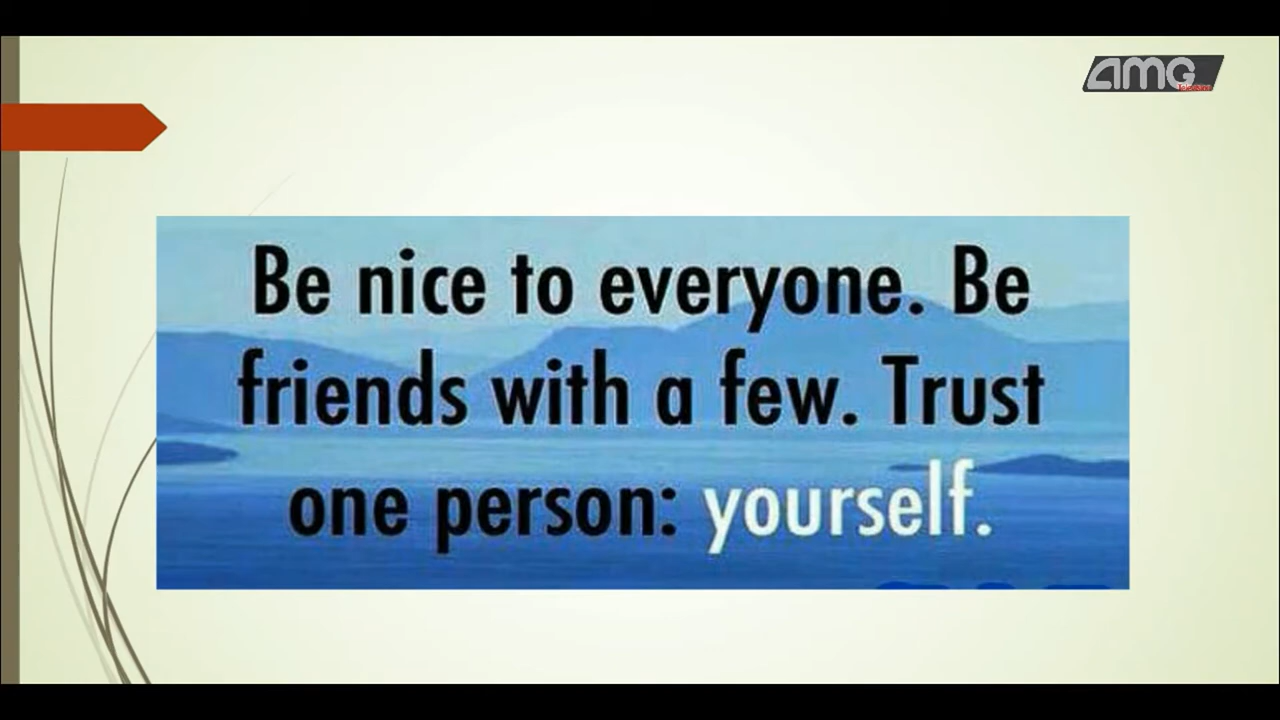 AMG
Be nice to everyone. Be
friends with a few. Trust
one person: yourself.